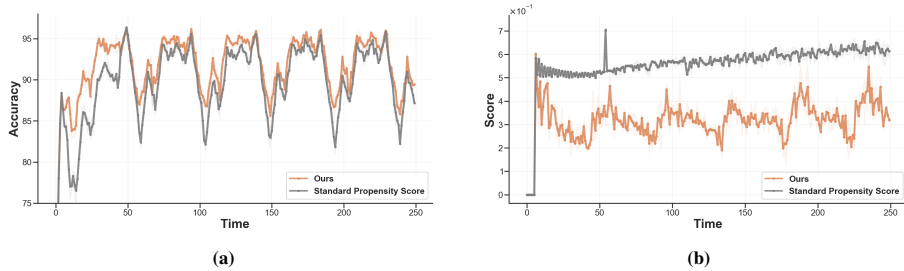 95
90
85
80
75
Accuracy
0
50
100
150
200
250
Time
Ours
Standard Propensity Score
(a)
×10⁻¹
7
6
5
4
3
2
1
0
Score
0
50
100
150
200
250
Time
Ours
Standard Propensity Score
(b)